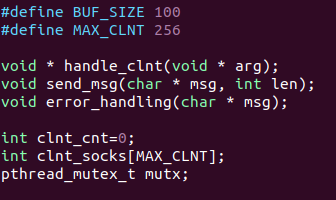 #define BUF_SIZE 100
#define MAX_CLNT 256
void * handle_clnt(void * arg);
void send_msg(char * msg, int len);
void error_handling(char * msg);
int clnt_cnt=0;
int clnt_socks[MAX_CLNT];
pthread_mutex_t mutx;